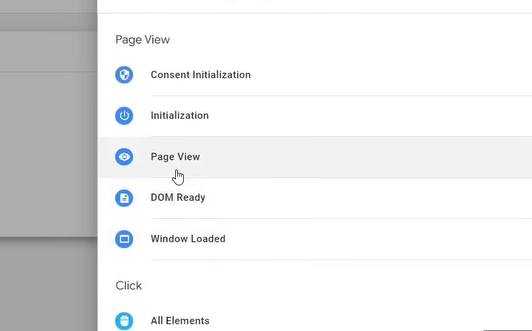 Page View
Consent Initialization
Initialization
Page View
DOM Ready
Window Loaded
Click
All Elements